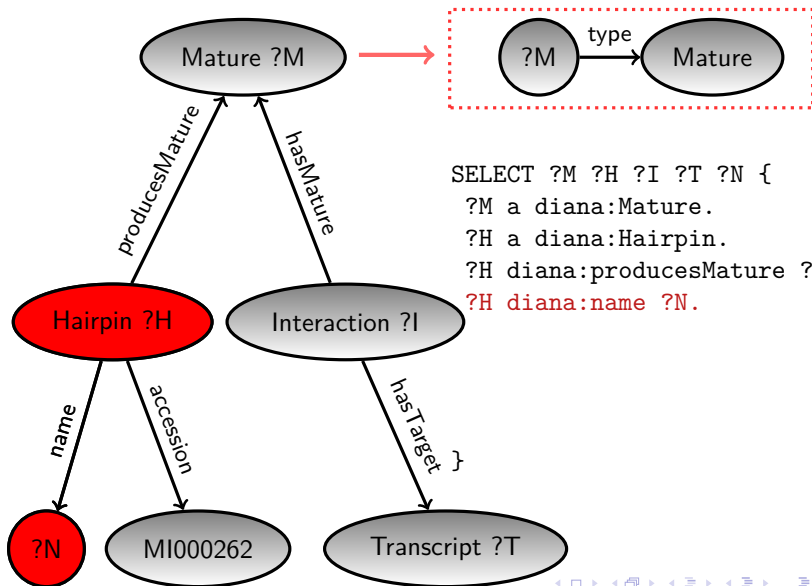 Mature ?M
?M
type
Mature
producesMature
hasMature
SELECT ?M ?H ?I ?T ?N {
?M a diana:Mature.
?H a diana:Hairpin.
?H diana:producesMature ?
?H diana:name ?N.
Hairpin ?H
Interaction ?I
name
accession
hasTarget
}
?N
MI000262
Transcript ?T